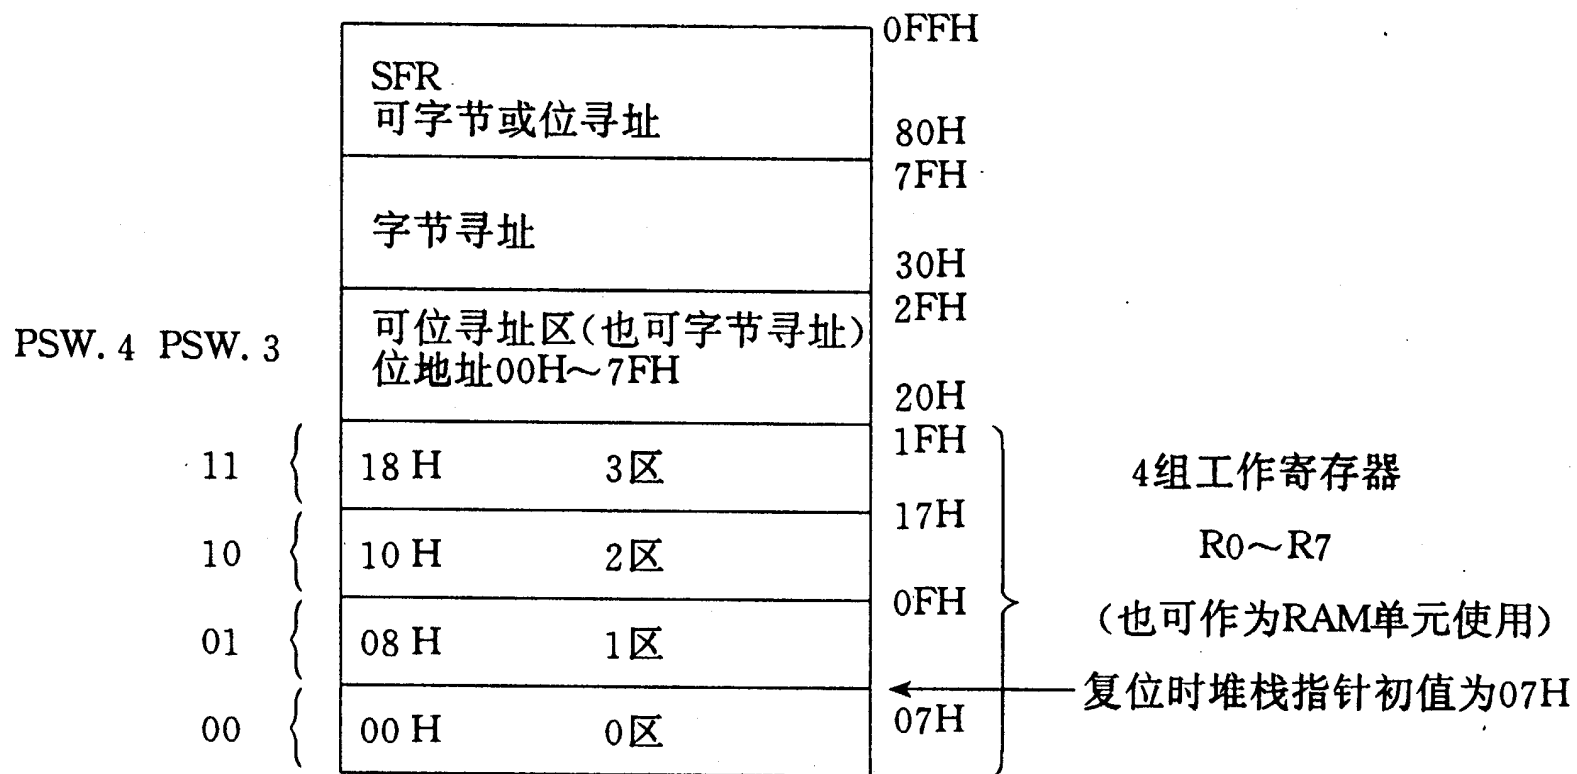 0FFH
SFR
可字节或位寻址
80H
7FH
字节寻址
30H
2FH
PSW.4 PSW.3
可位寻址区(也可字节寻址)
位地址00H～7FH
20H
1FH
11
18 H 3区
4组工作寄存器
17H
10
10 H 2区
R0～R7
0FH
01
08 H 1区
(也可作为RAM单元使用)
复位时堆栈指针初值为07H
07H
00
00 H 0区